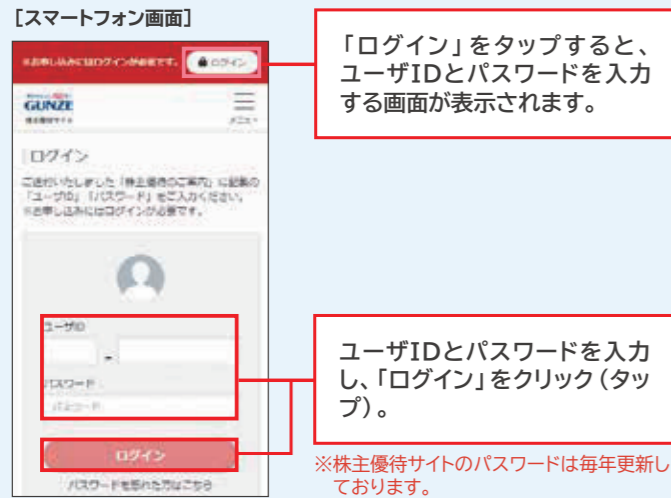 [スマートフォン画面]
※お申し込みにはログインが必要です。
ログイン
「ログイン」をタップすると、
ユーザIDとパスワードを入力
する画面が表示されます。
GUNZE
株主優待サイト
メニュー
ログイン
ご送付いたしました「株主優待のご案内」に記載の
「ユーザID」「パスワード」をご入力ください。
※お申し込みにはログインが必要です。
ユーザID
-
パスワード
パスワード
ログイン
パスワードを忘れた方はこちら
ユーザIDとパスワードを入力
し、「ログイン」をクリック(タッ
プ)。
※株主優待サイトのパスワードは毎年更新し
ております。